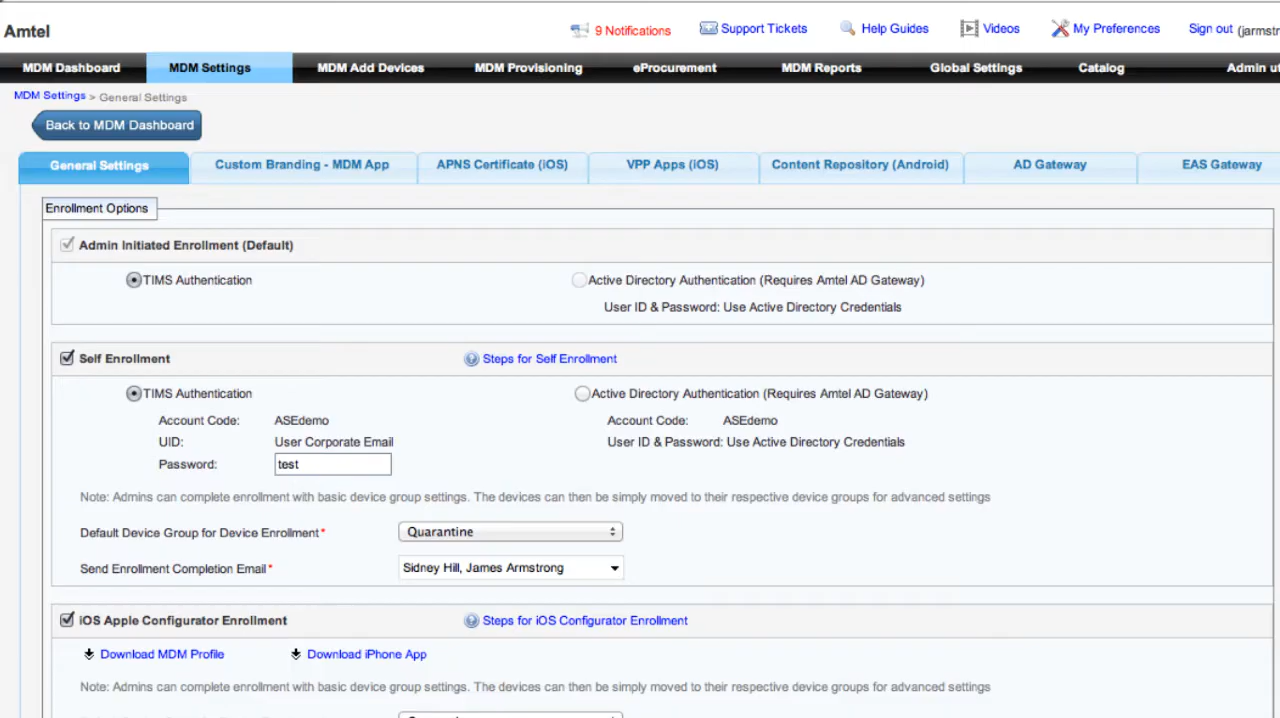 Amtel
9 Notifications Support Tickets Help Guides Videos My Preferences Sign out (jarmstr
MDM Dashboard MDM Settings MDM Add Devices MDM Provisioning eProcurement MDM Reports Global Settings Catalog Admin ut
MDM Settings > General Settings
Back to MDM Dashboard
General Settings Custom Branding - MDM App APNS Certificate (iOS) VPP Apps (iOS) Content Repository (Android) AD Gateway EAS Gateway
Enrollment Options
Admin Initiated Enrollment (Default)
TIMS Authentication Active Directory Authentication (Requires Amtel AD Gateway)
User ID & Password: Use Active Directory Credentials
Self Enrollment Steps for Self Enrollment
TIMS Authentication Active Directory Authentication (Requires Amtel AD Gateway)
Account Code: ASEdemo Account Code: ASEdemo
UID: User Corporate Email User ID & Password: Use Active Directory Credentials
Password: test
Note: Admins can complete enrollment with basic device group settings. The devices can then be simply moved to their respective device groups for advanced settings
Default Device Group for Device Enrollment* Quarantine
Send Enrollment Completion Email* Sidney Hill, James Armstrong
iOS Apple Configurator Enrollment Steps for iOS Configurator Enrollment
Download MDM Profile Download iPhone App
Note: Admins can complete enrollment with basic device group settings. The devices can then be simply moved to their respective device groups for advanced settings